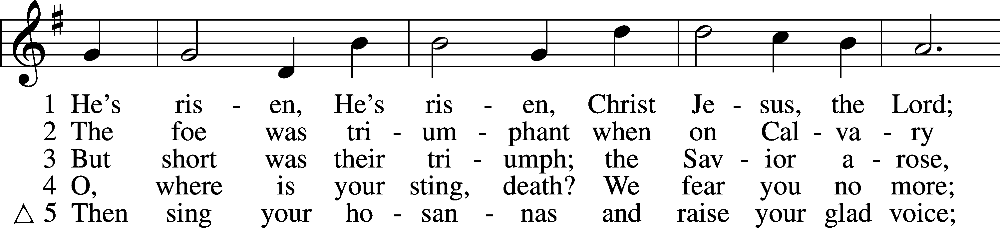 1 He's ris - en, He's ris - en, Christ Je - sus, the Lord;
2 The foe was tri - um - phant when on Cal - va - ry
3 But short was their tri - umph; the Sav - ior a - rose,
4 O, where is your sting, death? We fear you no more;
△ 5 Then sing your ho - san - nas and raise your glad voice;